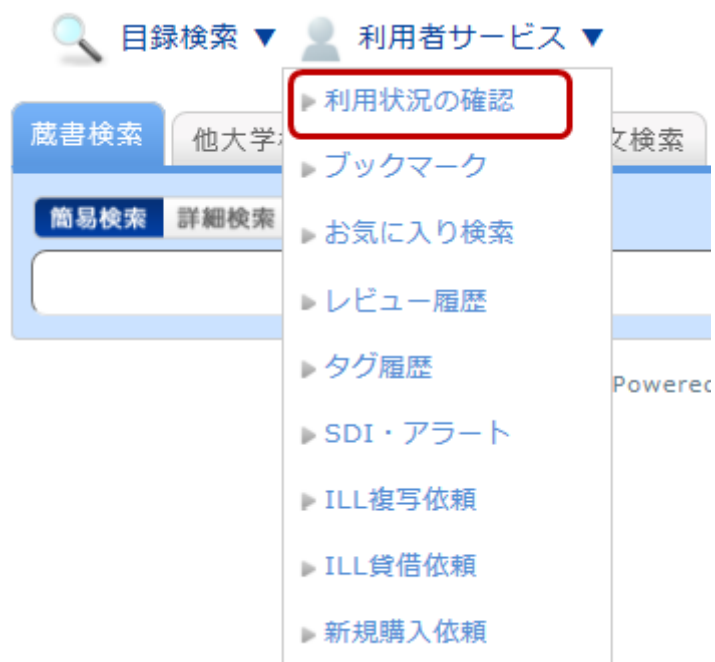 目録検索 ▼ 利用者サービス ▼
利用状況の確認
蔵書検索 他大学 文検索
ブックマーク
簡易検索 詳細検索
お気に入り検索
レビュー履歴
タグ履歴
Powered
SDI・アラート
ILL複写依頼
ILL貸借依頼
新規購入依頼